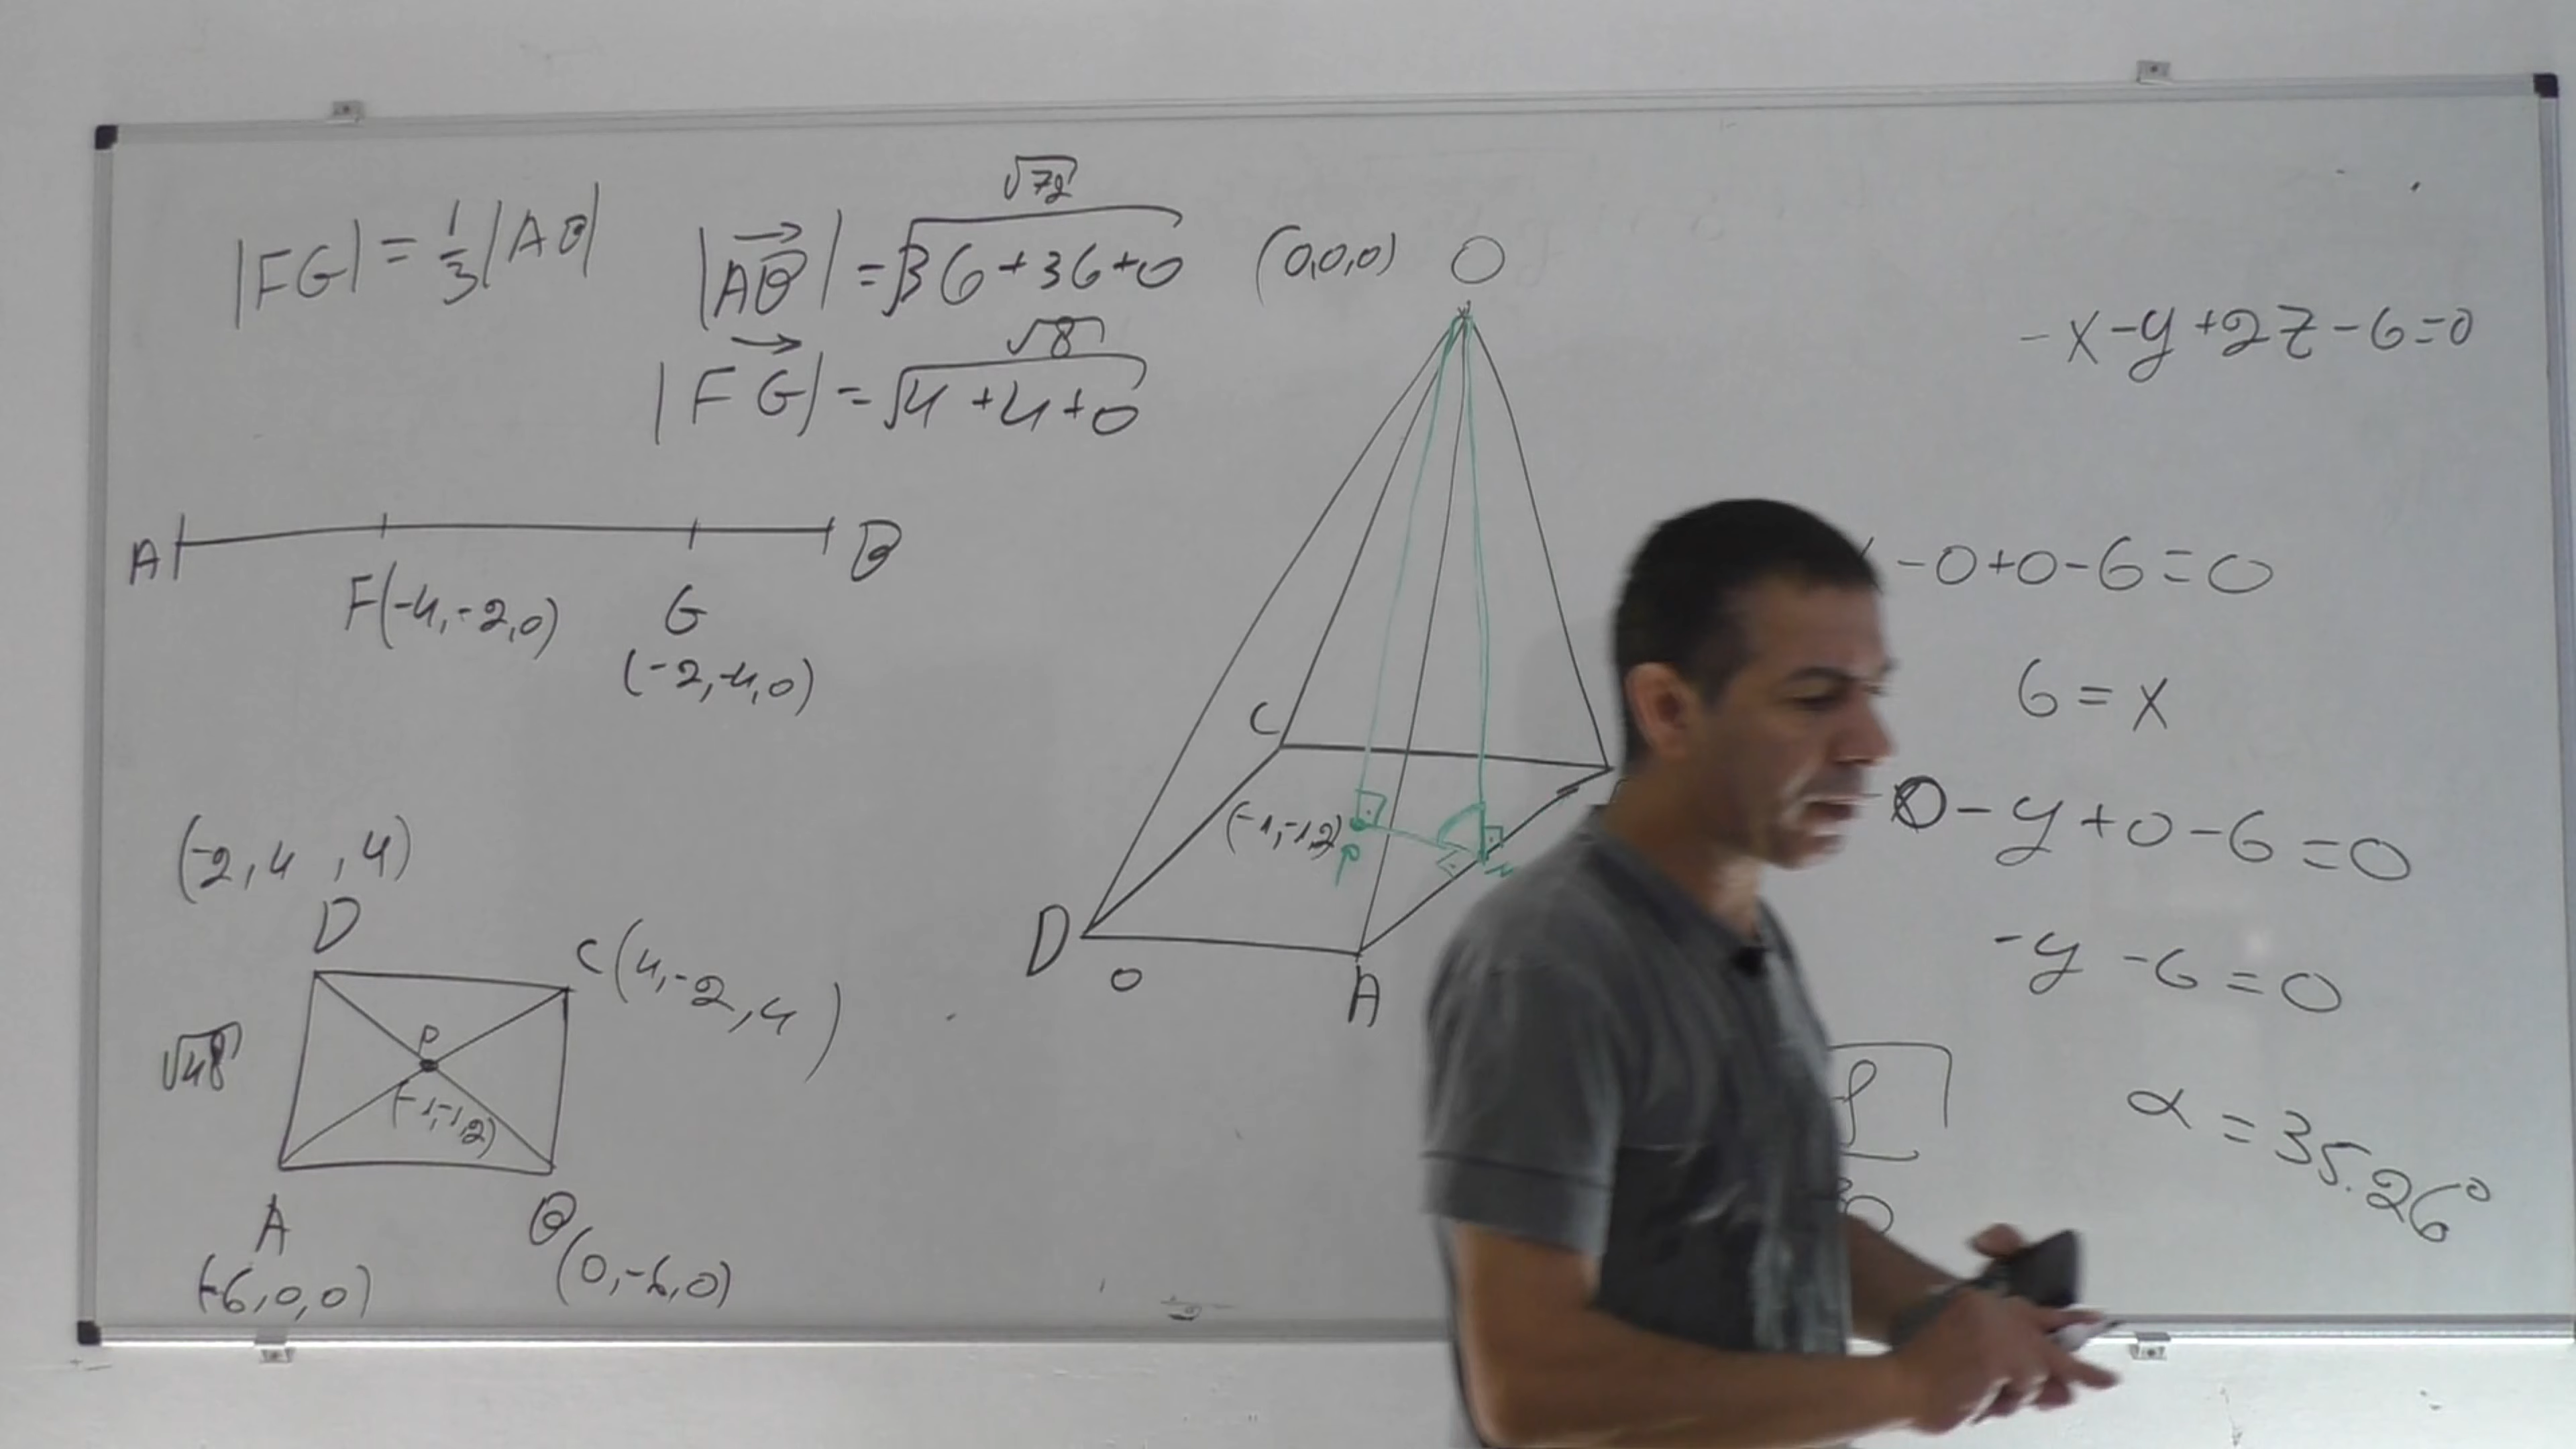 |FG| = 1/3 |AB|
|AB→| = √(36+36+0)
√72
|FG→| = √(4+4+0)
√8
A B
F(-4,-2,0) G
(-2,-4,0)
(-2,4,4)
D
C(4,-2,4)
√48
P
(-1,-1,2)
A B
(-6,0,0) (0,-6,0)
(0,0,0) O
C
(-1,-1,2)
P
D O A
-x-y+2z-6=0
-0+0-6=0
6=x
-0-y+0-6=0
-y-6=0
α=35.26°